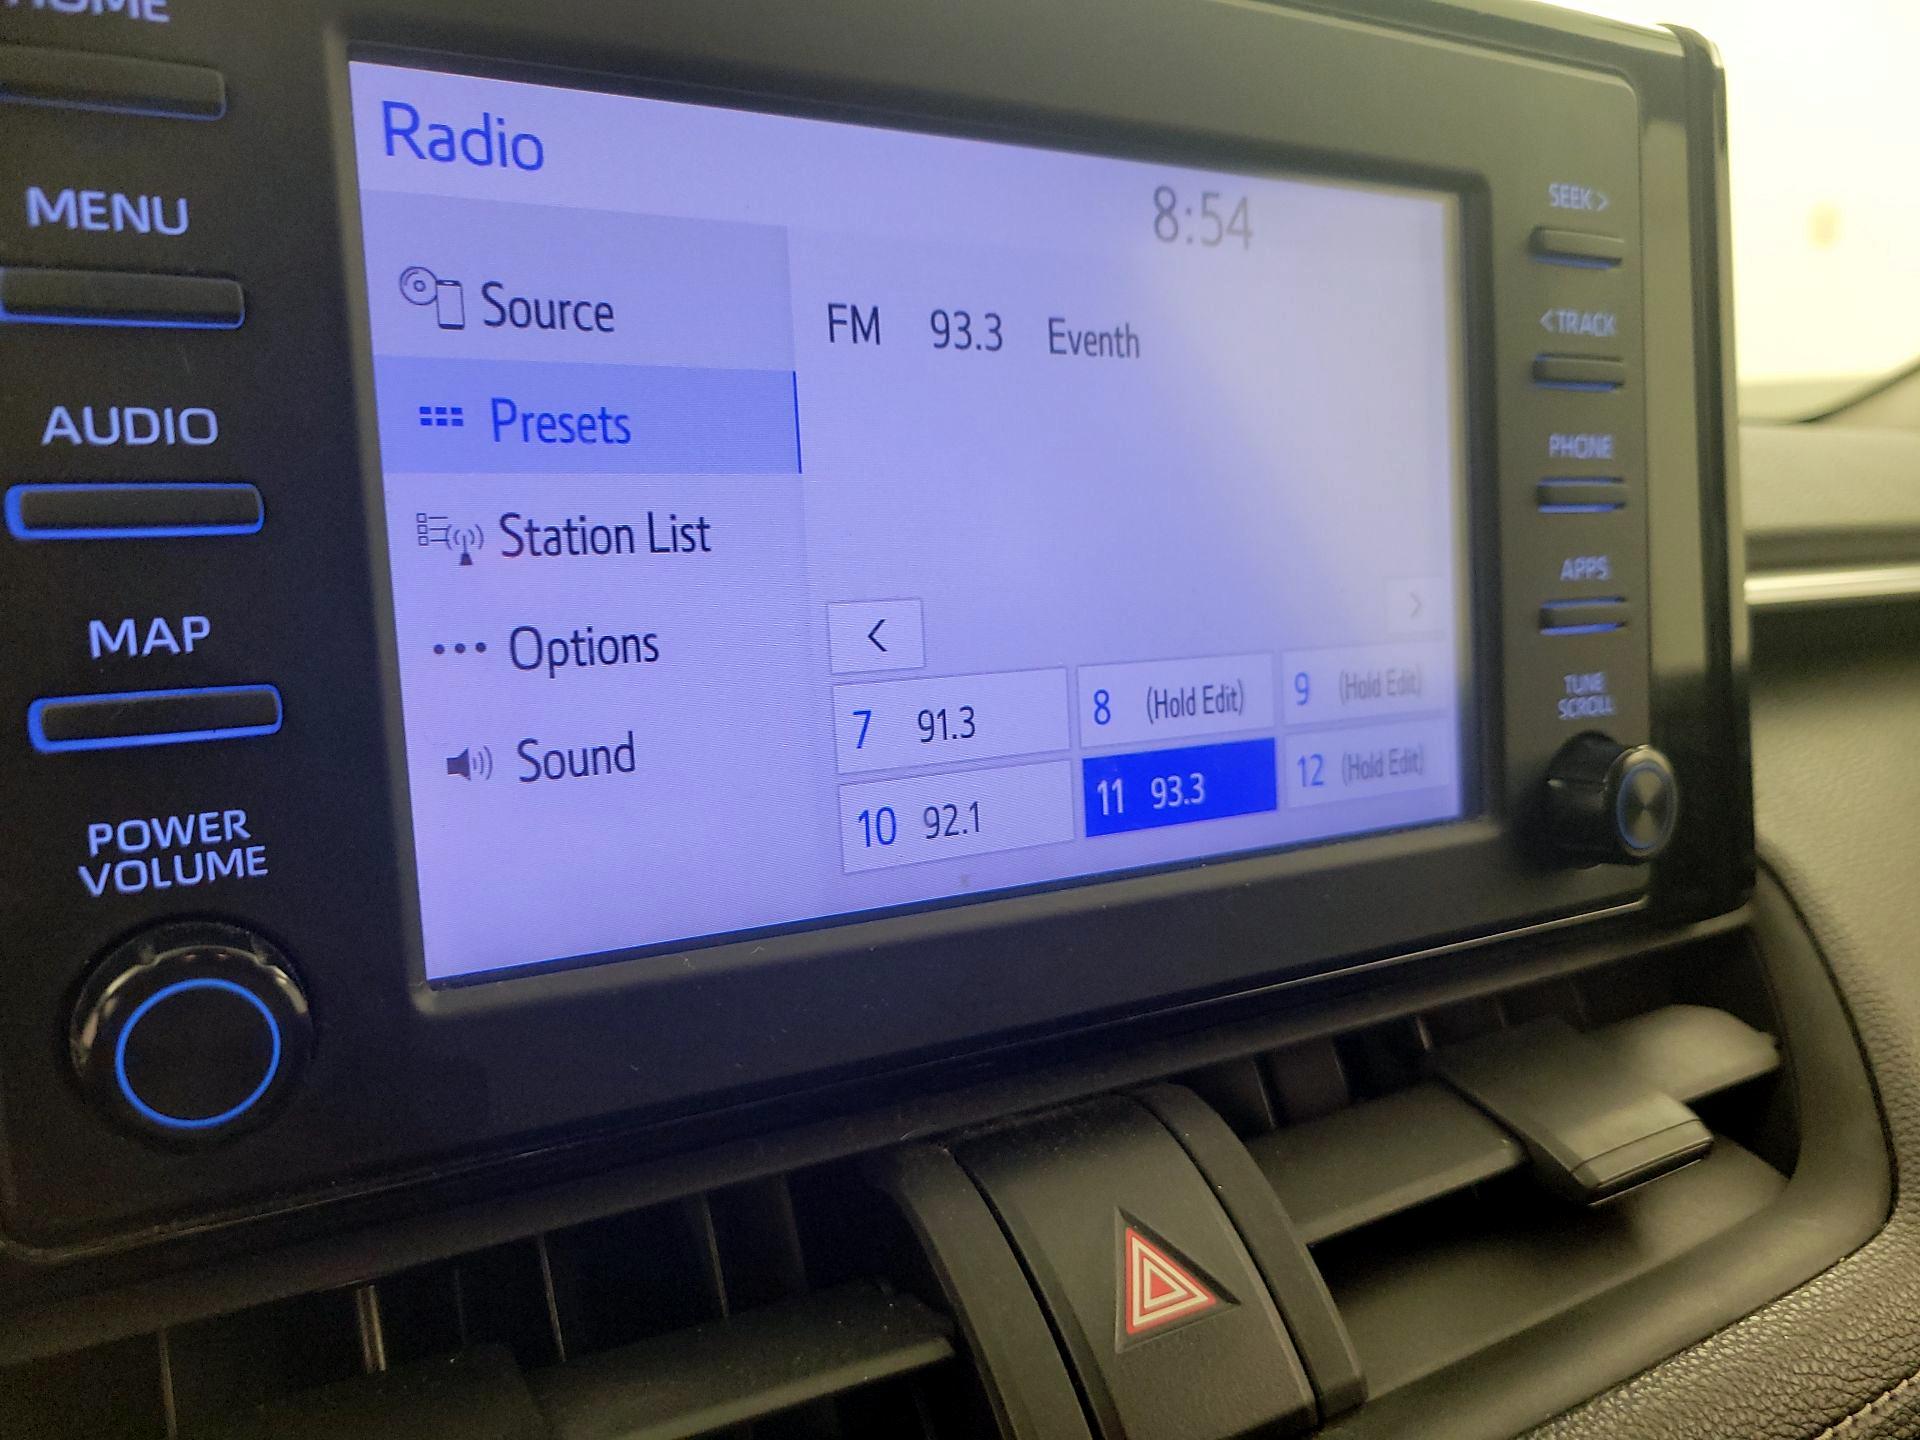 HOME
MENU
AUDIO
MAP
POWER
VOLUME
Radio
8:54
Source
Presets
Station List
Options
Sound
FM 93.3 Eventh
<
>
7 91.3
8 (Hold Edit)
9 (Hold Edit)
10 92.1
11 93.3
12 (Hold Edit)
SEEK >
< TRACK
PHONE
APPS
TUNE
SCROLL